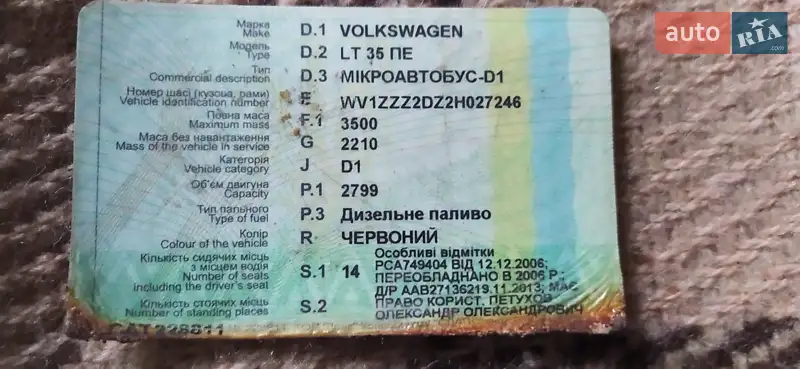 auto RIA .com
Марка D.1 VOLKSWAGEN
Make
Модель D.2 LT 35 ПЕ
Type
Тип D.3 МІКРОАВТОБУС-D1
Commercial description
Номер шасі (кузова, рами) E WV1ZZZ2DZ2H027246
Vehicle identification number
Повна маса F.1 3500
Maximum mass
Маса без навантаження G 2210
Mass of the vehicle in service
Категорія J D1
Vehicle category
Об'єм двигуна P.1 2799
Capacity
Тип пального P.3 Дизельне паливо
Type of fuel
Колір R ЧЕРВОНИЙ
Colour of the vehicle
Кількість сидячих місць S.1 14 Особливі відмітки
з місцем водія РСА749404 ВІД 12.12.2006;
Number of seats ПЕРЕОБЛАДНАНО В 2006 Р.;
including the driver's seat Д/Р ААВ27136219.11.2013; МАЄ
Кількість стоячих місць S.2 ПРАВО КОРИСТ. ПЕТУХОВ
Number of standing places ОЛЕКСАНДР ОЛЕКСАНДРОВИЧ